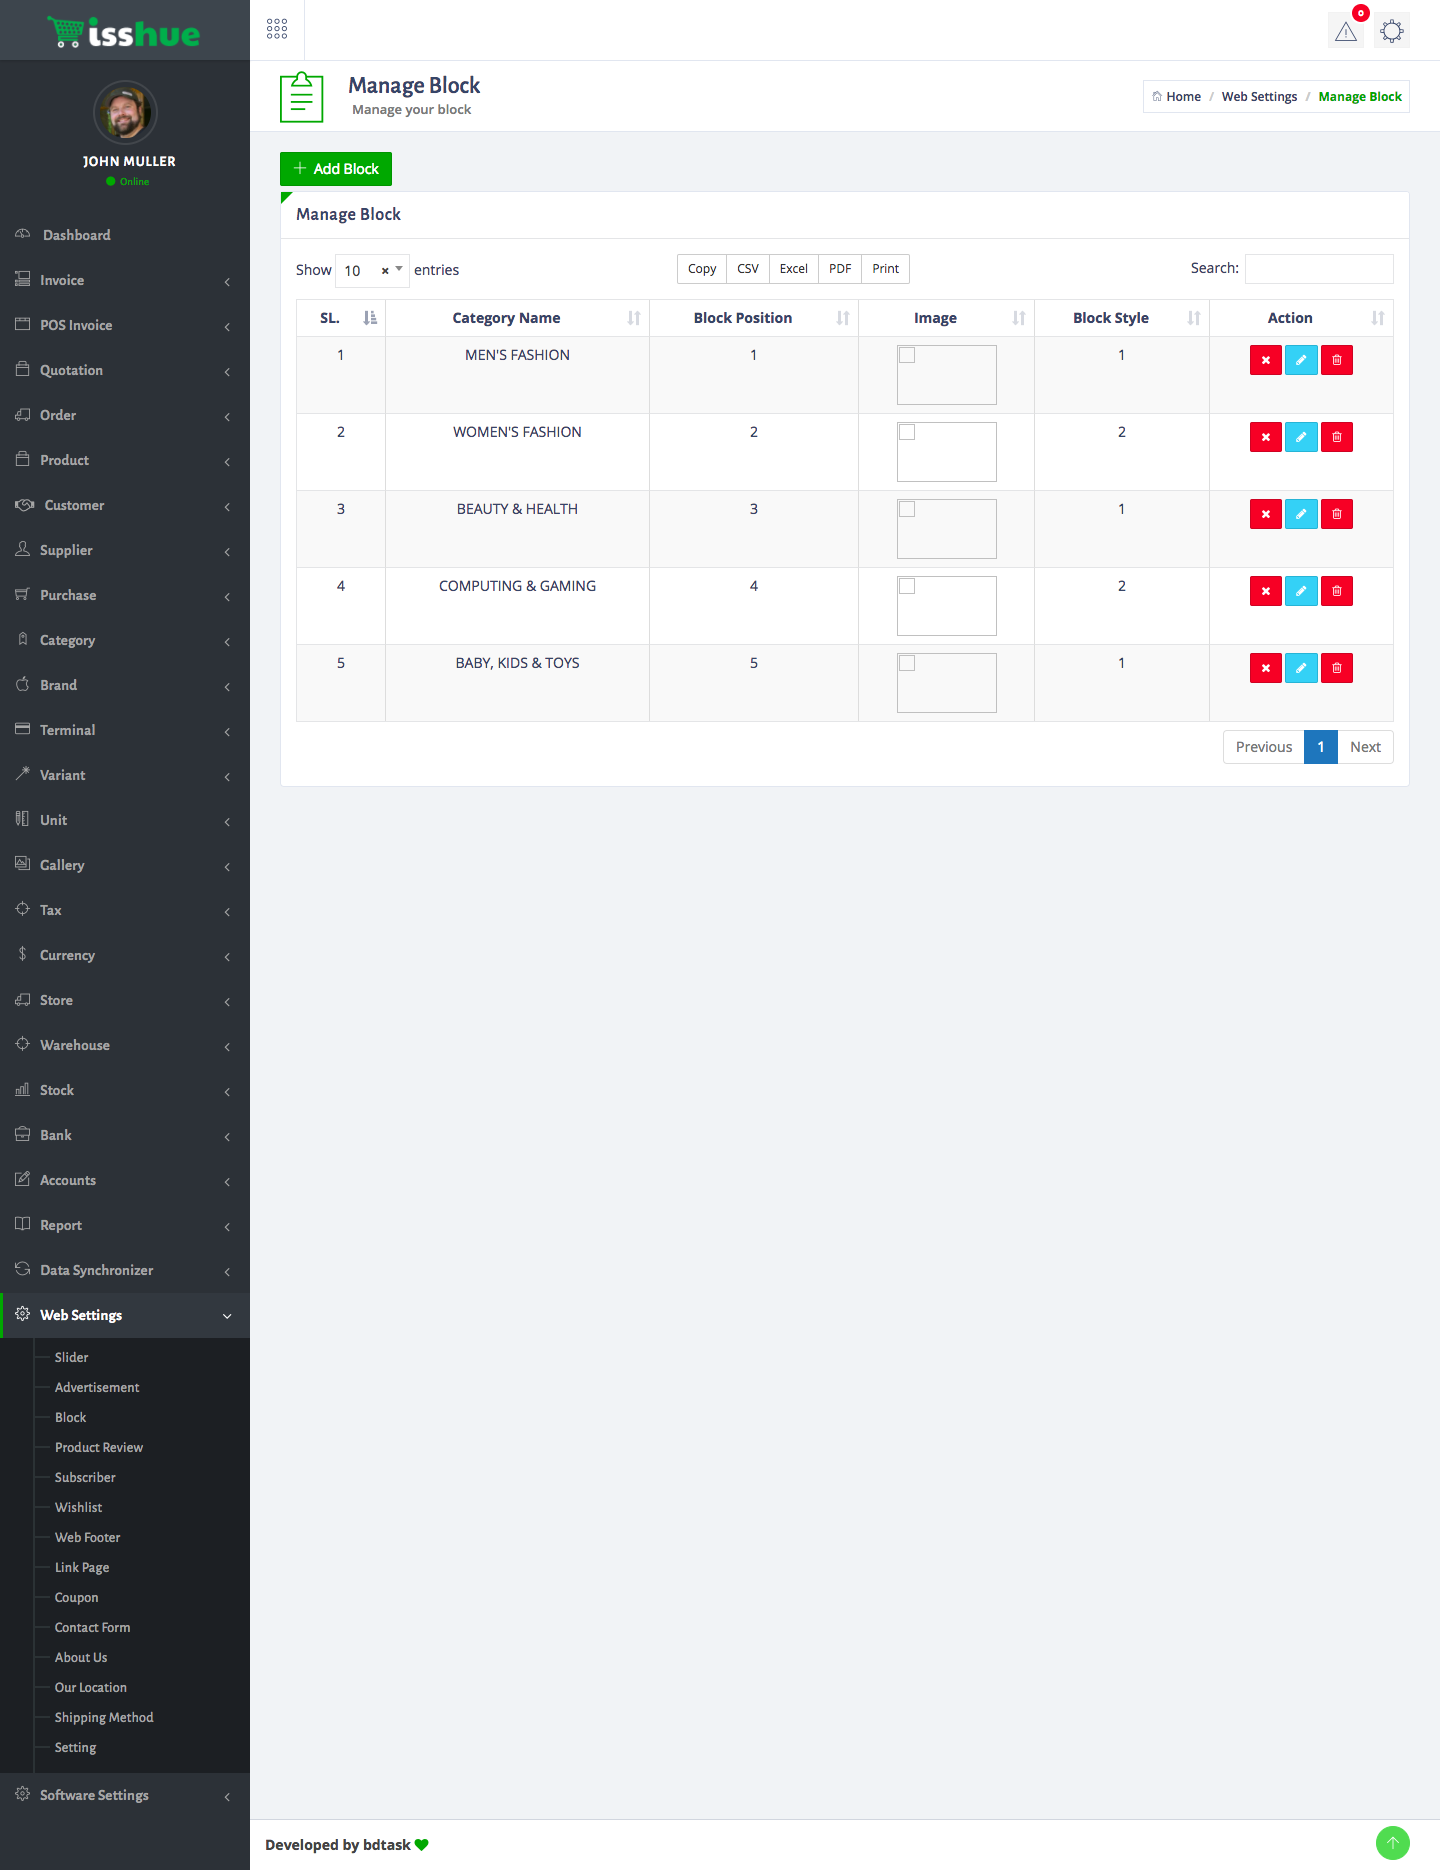 isshue
JOHN MULLER
Online
Dashboard
Invoice
POS Invoice
Quotation
Order
Product
Customer
Supplier
Purchase
Category
Brand
Terminal
Variant
Unit
Gallery
Tax
Currency
Store
Warehouse
Stock
Bank
Accounts
Report
Data Synchronizer
Web Settings
Slider
Advertisement
Block
Product Review
Subscriber
Wishlist
Web Footer
Link Page
Coupon
Contact Form
About Us
Our Location
Shipping Method
Setting
Software Settings
0
Manage Block
Manage your block
Home / Web Settings / Manage Block
+ Add Block
Manage Block
Show 10 × entries
Copy CSV Excel PDF Print
Search:
SL. Category Name Block Position Image Block Style Action
1 MEN'S FASHION 1 1
2 WOMEN'S FASHION 2 2
3 BEAUTY & HEALTH 3 1
4 COMPUTING & GAMING 4 2
5 BABY, KIDS & TOYS 5 1
Previous 1 Next
Developed by bdtask